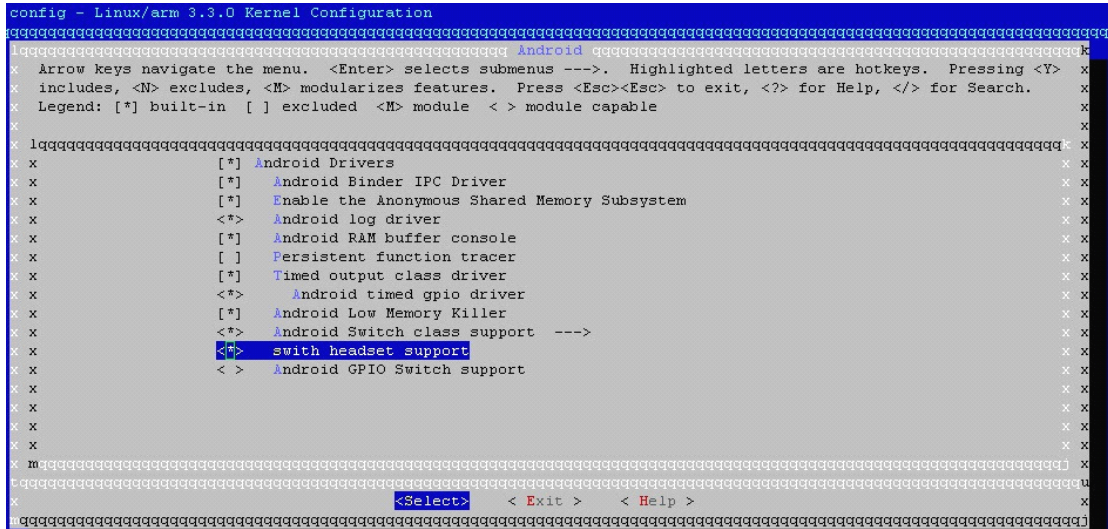 config - Linux/arm 3.3.0 Kernel Configuration
Android
Arrow keys navigate the menu. <Enter> selects submenus --->. Highlighted letters are hotkeys. Pressing <Y>
includes, <N> excludes, <M> modularizes features. Press <Esc><Esc> to exit, <?> for Help, </> for Search.
Legend: [*] built-in [ ] excluded <M> module < > module capable
[*] Android Drivers
[*] Android Binder IPC Driver
[*] Enable the Anonymous Shared Memory Subsystem
<*> Android log driver
[*] Android RAM buffer console
[ ] Persistent function tracer
[*] Timed output class driver
<*> Android timed gpio driver
[*] Android Low Memory Killer
<*> Android Switch class support --->
<*> swith headset support
< > Android GPIO Switch support
<Select> < Exit > < Help >